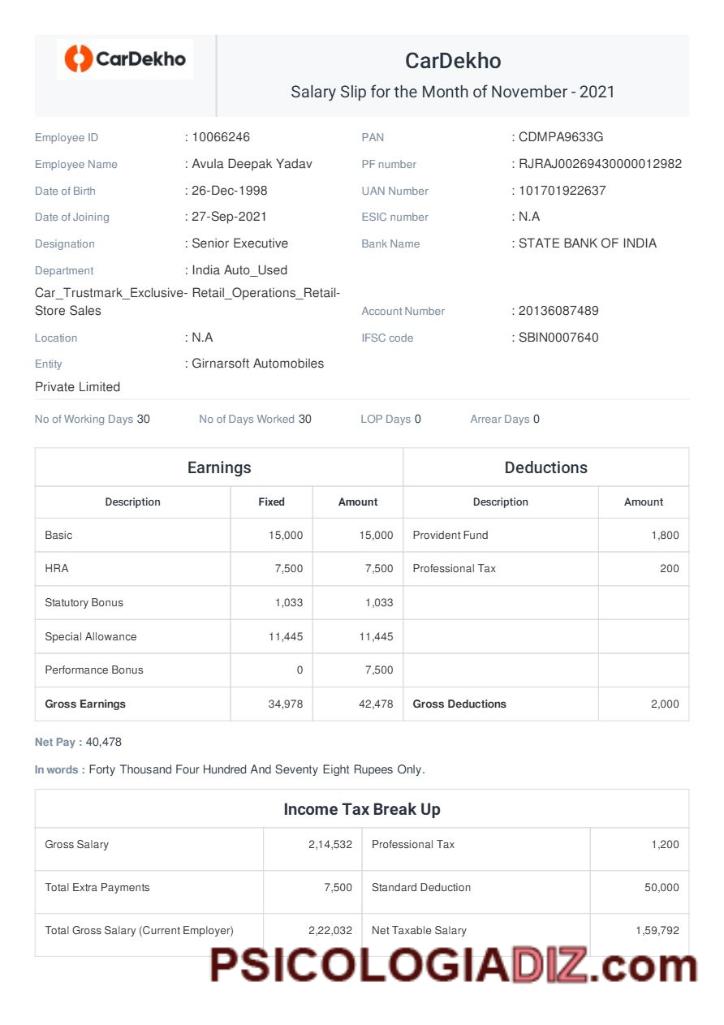 CarDekho
CarDekho
Salary Slip for the Month of November - 2021
Employee ID : 10066246 PAN : CDMPA9633G
Employee Name : Avula Deepak Yadav PF number : RJRAJ00269430000012982
Date of Birth : 26-Dec-1998 UAN Number : 101701922637
Date of Joining : 27-Sep-2021 ESIC number : N.A
Designation : Senior Executive Bank Name : STATE BANK OF INDIA
Department : India Auto_Used
Car_Trustmark_Exclusive- Retail_Operations_Retail-
Store Sales Account Number : 20136087489
Location : N.A IFSC code : SBIN0007640
Entity : Girnarsoft Automobiles
Private Limited
No of Working Days 30 No of Days Worked 30 LOP Days 0 Arrear Days 0
Earnings Deductions
Description Fixed Amount Description Amount
Basic 15,000 15,000 Provident Fund 1,800
HRA 7,500 7,500 Professional Tax 200
Statutory Bonus 1,033 1,033
Special Allowance 11,445 11,445
Performance Bonus 0 7,500
Gross Earnings 34,978 42,478 Gross Deductions 2,000
Net Pay : 40,478
In words : Forty Thousand Four Hundred And Seventy Eight Rupees Only.
Income Tax Break Up
Gross Salary 2,14,532 Professional Tax 1,200
Total Extra Payments 7,500 Standard Deduction 50,000
Total Gross Salary (Current Employer) 2,22,032 Net Taxable Salary 1,59,792
PSICOLOGIADIZ.com